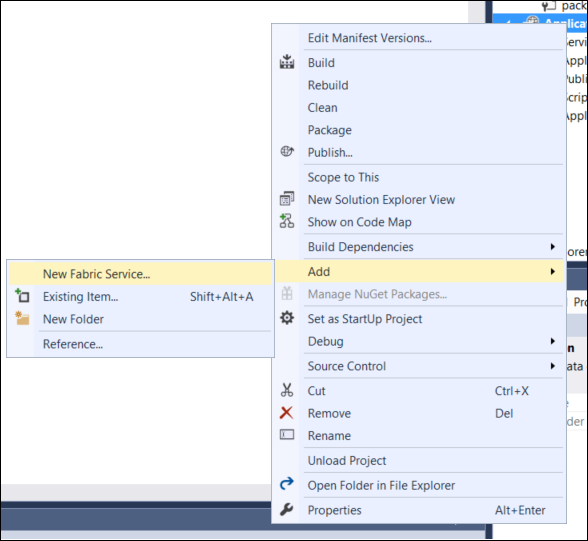 pack
Applicat
Edit Manifest Versions...
Servi
Build
Appl
Rebuild
Publi
Clean
Scrip
Package
Appl
Publish...
Scope to This
New Solution Explorer View
Show on Code Map
Build Dependencies
orer
New Fabric Service...
Add
Existing Item... Shift+Alt+A
Manage NuGet Packages...
Pro
New Folder
Set as StartUp Project
Reference...
Debug
n
Source Control
ata
Cut Ctrl+X
Remove Del
e
Rename
der
Unload Project
Open Folder in File Explorer
Properties Alt+Enter